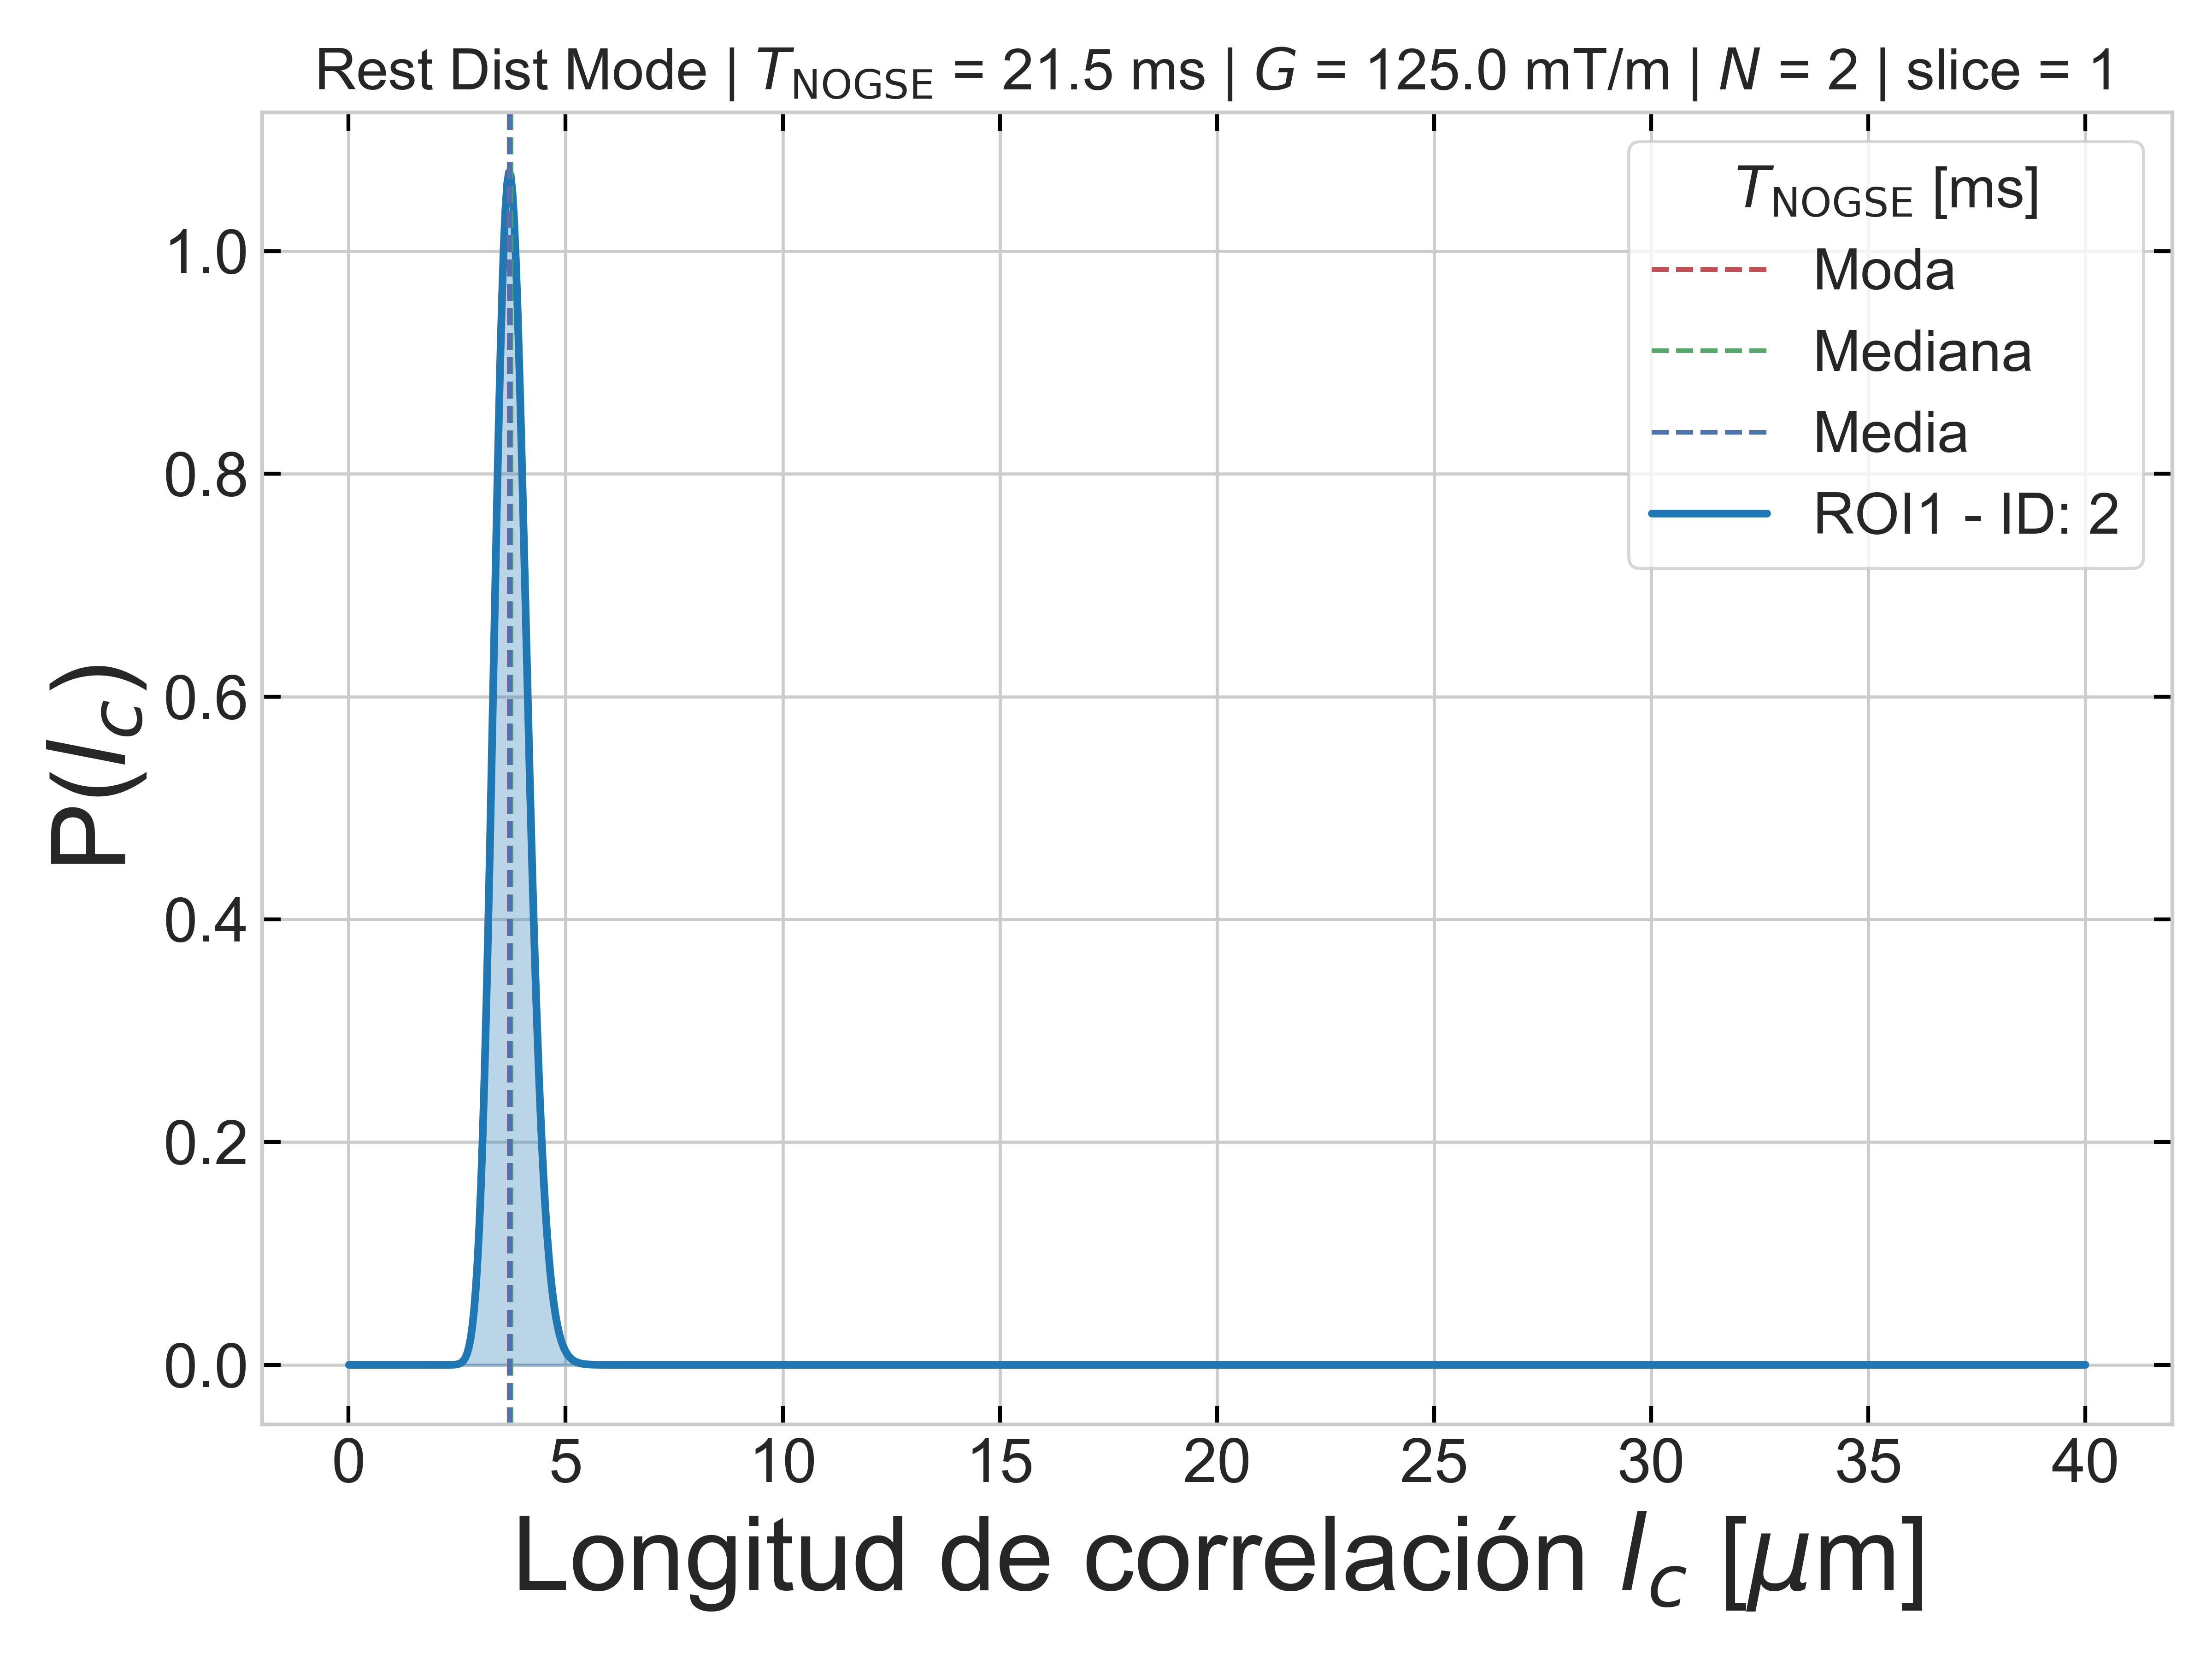 Rest Dist Mode | T_NOGSE = 21.5 ms | G = 125.0 mT/m | N = 2 | slice = 1
T_NOGSE [ms]
Moda
Mediana
Media
ROI1 - ID: 2
P(l_c)
1.0
0.8
0.6
0.4
0.2
0.0
0 5 10 15 20 25 30 35 40
Longitud de correlación l_c [μm]